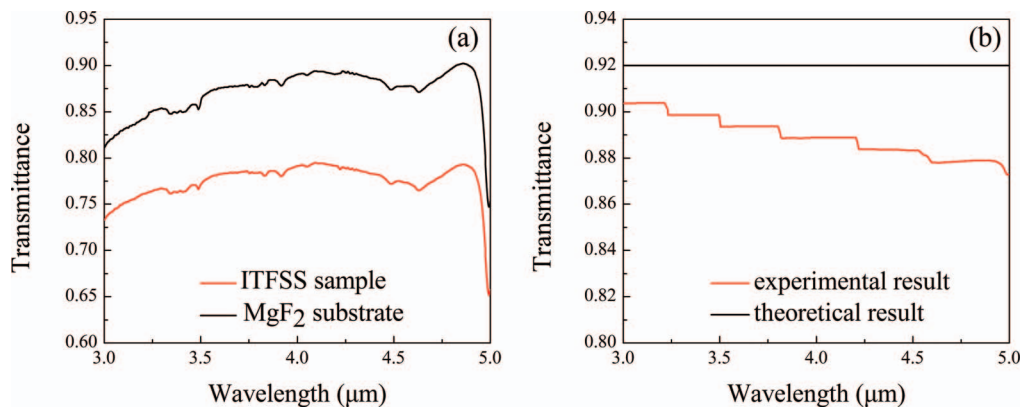 (a)
Transmittance
0.95
0.90
0.85
0.80
0.75
0.70
0.65
0.60
ITFSS sample
MgF2 substrate
3.0 3.5 4.0 4.5 5.0
Wavelength (μm)
(b)
Transmittance
0.94
0.92
0.90
0.88
0.86
0.84
0.82
0.80
experimental result
theoretical result
3.0 3.5 4.0 4.5 5.0
Wavelength (μm)